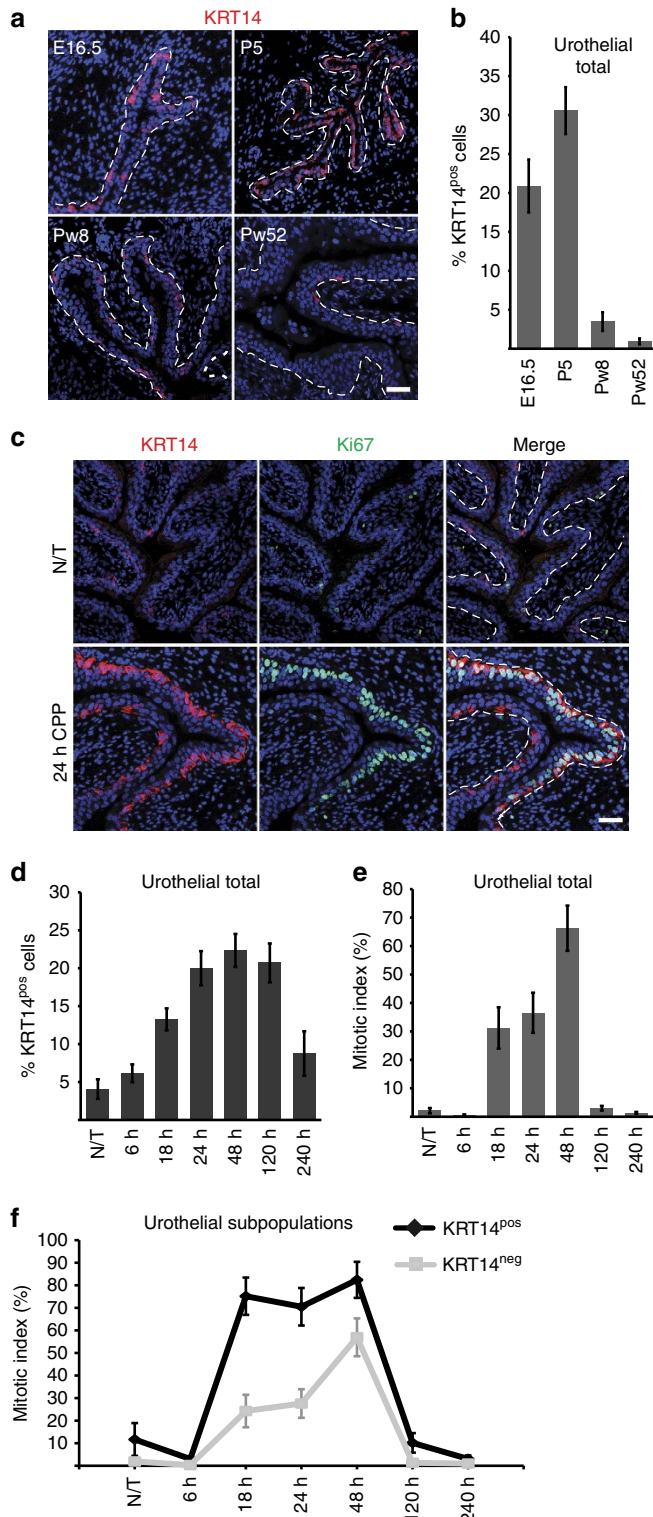 a
KRT14
E16.5
P5
Pw8
Pw52
b
Urothelial
total
% KRT14pos cells
40
35
30
25
20
15
10
5
E16.5
P5
Pw8
Pw52
c
KRT14
Ki67
Merge
N/T
24 h CPP
d
Urothelial total
% KRT14pos cells
30
25
20
15
10
5
N/T
6 h
18 h
24 h
48 h
120 h
240 h
e
Urothelial total
Mitotic index (%)
80
70
60
50
40
30
20
10
N/T
6 h
18 h
24 h
48 h
120 h
240 h
f
Urothelial subpopulations
KRT14pos
KRT14neg
Mitotic index (%)
100
90
80
70
60
50
40
30
20
10
N/T
6 h
18 h
24 h
48 h
120 h
240 h